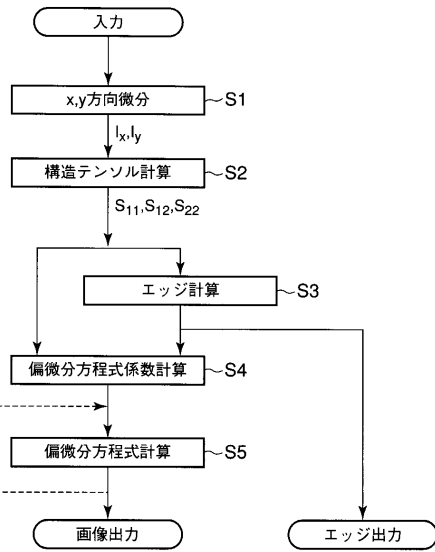 入力
x,y方向微分 S1
Ix,Iy
構造テンソル計算 S2
S11,S12,S22
エッジ計算 S3
偏微分方程式係数計算 S4
偏微分方程式計算 S5
画像出力 エッジ出力